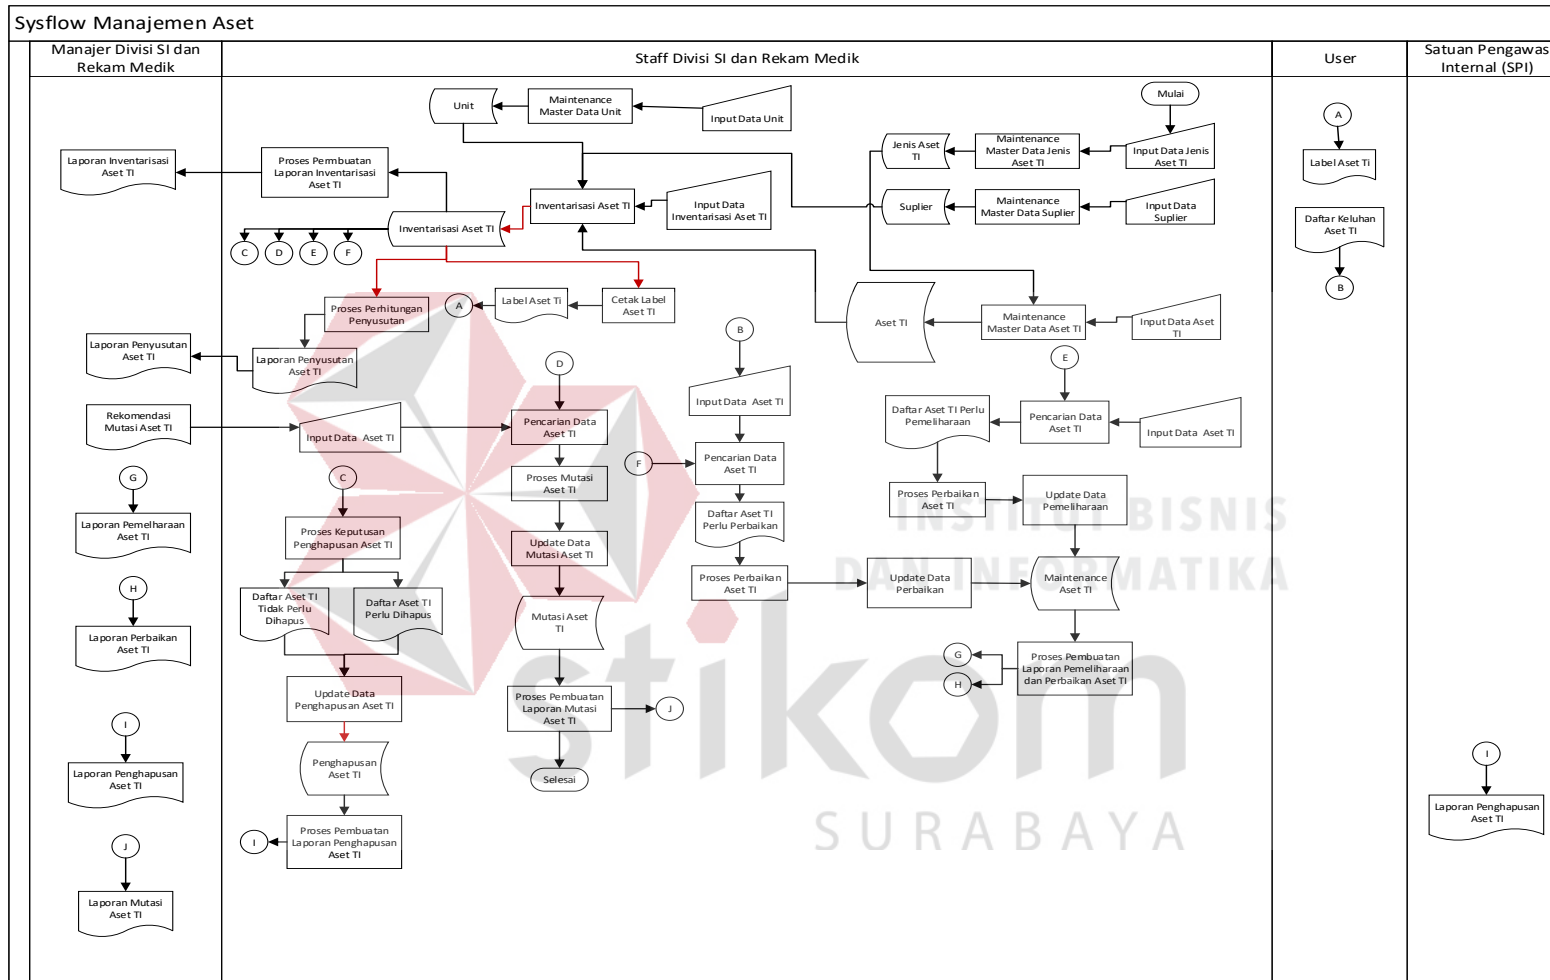 Sysflow Manajemen Aset
Manajer Divisi SI dan
Rekam Medik
Staff Divisi SI dan Rekam Medik
User
Satuan Pengawas
Internal (SPI)
Mulai
Unit
Maintenance
Master Data Unit
Input Data Unit
A
Jenis Aset
TI
Maintenance
Master Data Jenis
Aset TI
Input Data Jenis
Aset TI
Label Aset Ti
Laporan Inventarisasi
Aset TI
Proses Permbuatan
Laporan Inventarisasi
Aset TI
Inventarisasi Aset TI
Input Data
Inventarisasi Aset TI
Suplier
Maintenance
Master Data Suplier
Input Data
Suplier
Daftar Keluhan
Aset TI
Inventarisasi Aset TI
C
D
E
F
B
Proses Perhitungan
Penyusutan
A
Label Aset Ti
Cetak Label
Aset TI
Aset TI
Maintenance
Master Data Aset TI
Input Data Aset
TI
B
Laporan Penyusutan
Aset TI
Laporan Penyusutan
Aset TI
D
E
Input Data  Aset TI
Rekomendasi
Mutasi Aset TI
Input Data  Aset TI
Pencarian Data
Aset TI
Daftar Aset TI Perlu
Pemeliharaan
Pencarian Data
Aset TI
Input Data  Aset TI
G
C
Proses Mutasi
Aset TI
F
Pencarian Data
Aset TI
Proses Perbaikan
Aset TI
Update Data
Pemeliharaan
INSTITUT BISNIS
DAN INFORMATIKA
Laporan Pemelharaan
Aset TI
Proses Keputusan
Penghapusan Aset TI
Update Data
Mutasi Aset TI
Daftar Aset TI
Perlu Perbaikan
H
Daftar Aset TI
Tidak Perlu
Dihapus
Daftar Aset TI
Perlu Dihapus
Proses Perbaikan
Aset TI
Update Data
Perbaikan
Maintenance
Aset TI
Mutasi Aset
TI
Laporan Perbaikan
Aset TI
G
H
Proses Pembuatan
Laporan Pemeliharaan
dan Perbaikan Aset TI
Update Data
Penghapusan Aset TI
Proses Pembuatan
Laporan Mutasi
Aset TI
J
stikom
SURABAYA
I
Penghapusan
Aset TI
Selesai
I
Laporan Penghapusan
Aset TI
Laporan Penghapusan
Aset TI
J
I
Proses Pembuatan
Laporan Penghapusan
Aset TI
Laporan Mutasi
Aset TI